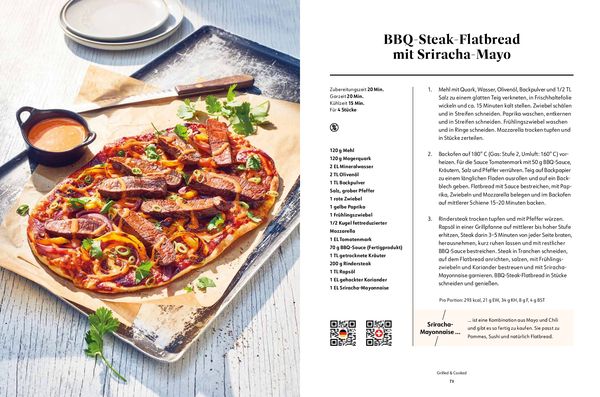 BBQ-Steak-Flatbread
mit Sriracha-Mayo
Zubereitungszeit 20 Min.
Garzeit 20 Min.
Kühlzeit 15 Min.
Für 4 Stücke
120 g Mehl
120 g Magerquark
2 EL Mineralwasser
2 TL Olivenöl
1 TL Backpulver
Salz, grober Pfeffer
1 rote Zwiebel
1 gelbe Paprika
1 Frühlingszwiebel
1/2 Kugel fettreduzierter
Mozzarella
1 EL Tomatenmark
70 g BBQ-Sauce (Fertigprodukt)
1 TL getrocknete Kräuter
200 g Rindersteak
1 TL Rapsöl
1 EL gehackter Koriander
1 EL Sriracha-Mayonnaise
1. Mehl mit Quark, Wasser, Olivenöl, Backpulver und 1/2 TL
Salz zu einem glatten Teig verkneten, in Frischhaltefolie
wickeln und ca. 15 Minuten kalt stellen. Zwiebel schälen
und in Streifen schneiden. Paprika waschen, entkernen
und in Streifen schneiden. Frühlingszwiebel waschen
und in Ringe schneiden. Mozzarella trocken tupfen und
in Stücke zerteilen.
2. Backofen auf 180° C (Gas: Stufe 2, Umluft: 160° C) vor-
heizen. Für die Sauce Tomatenmark mit 50 g BBQ-Sauce,
Kräutern, Salz und Pfeffer verrühren. Teig auf Backpapier
zu einem länglichen Fladen ausrollen und auf ein Back-
blech geben. Flatbread mit Sauce bestreichen, mit Pap-
rika, Zwiebeln und Mozzarella belegen und im Backofen
auf mittlerer Schiene 15–20 Minuten backen.
3. Rindersteak trocken tupfen und mit Pfeffer würzen.
Rapsöl in einer Grillpfanne auf mittlerer bis hoher Stufe
erhitzen, Steak darin 3–5 Minuten von jeder Seite braten,
herausnehmen, kurz ruhen lassen und mit restlicher
BBQ-Sauce bestreichen. Steak in Tranchen schneiden,
auf dem Flatbread anrichten, salzen, mit Frühlings-
zwiebeln und Koriander bestreuen und mit Sriracha-
Mayonnaise garnieren. BBQ-Steak-Flatbread in Stücke
schneiden und genießen.
Pro Portion: 293 kcal, 21 g EW, 34 g KH, 8 g F, 4 g BST
Sriracha-
Mayonnaise ...
... ist eine Kombination aus Mayo und Chili
und gibt es so fertig zu kaufen. Sie passt zu
Pommes, Sushi und natürlich Flatbread.
Grilled & Cooked